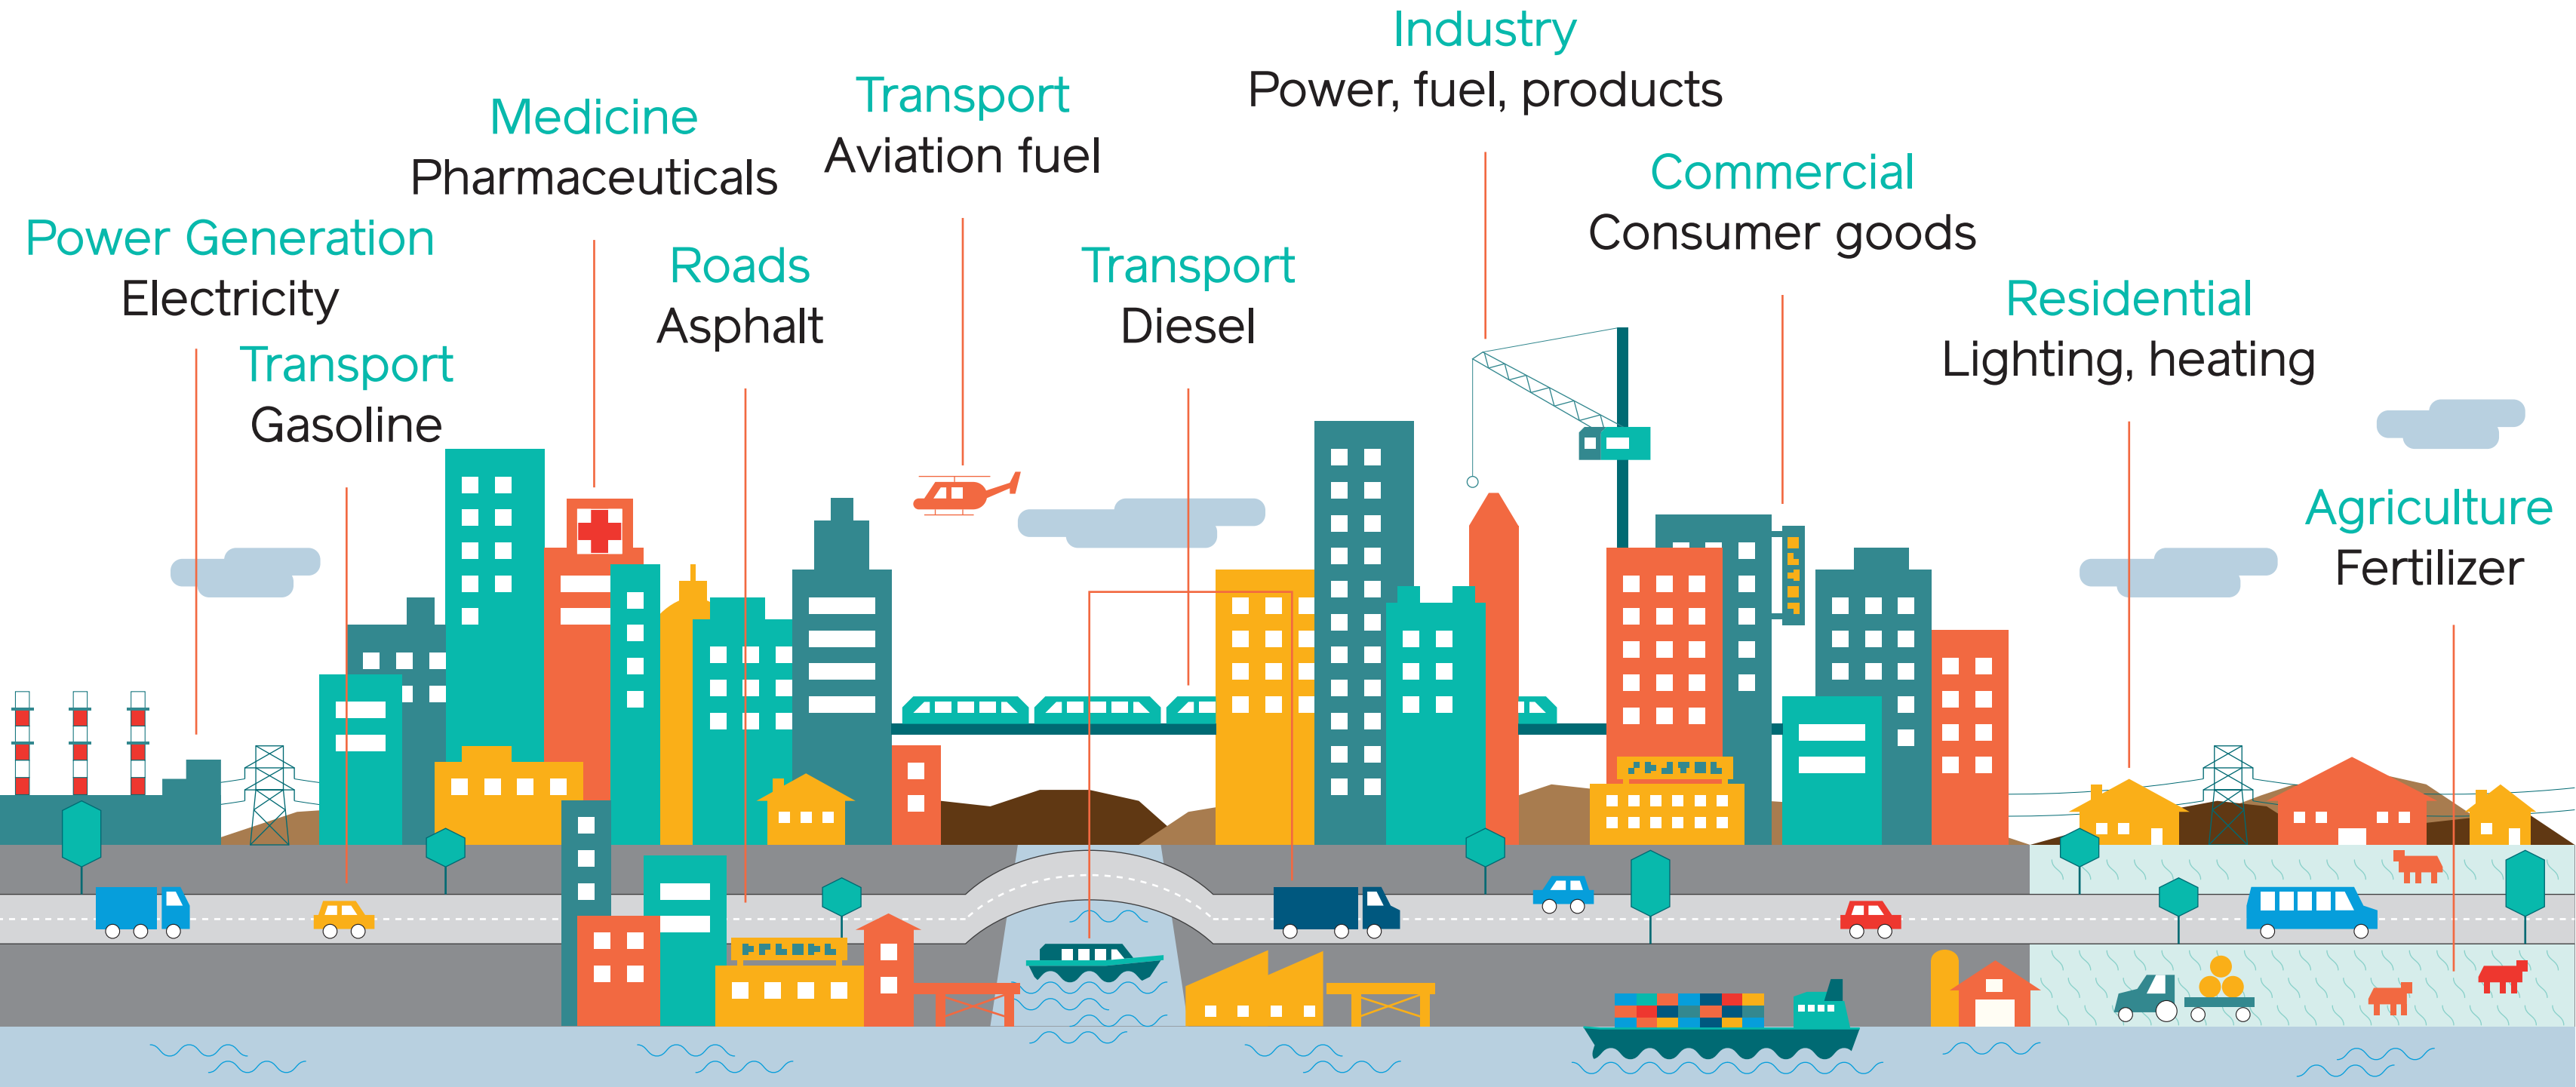 Power Generation
Electricity
Transport
Gasoline
Medicine
Pharmaceuticals
Roads
Asphalt
Transport
Aviation fuel
Transport
Diesel
Industry
Power, fuel, products
Commercial
Consumer goods
Residential
Lighting, heating
Agriculture
Fertilizer